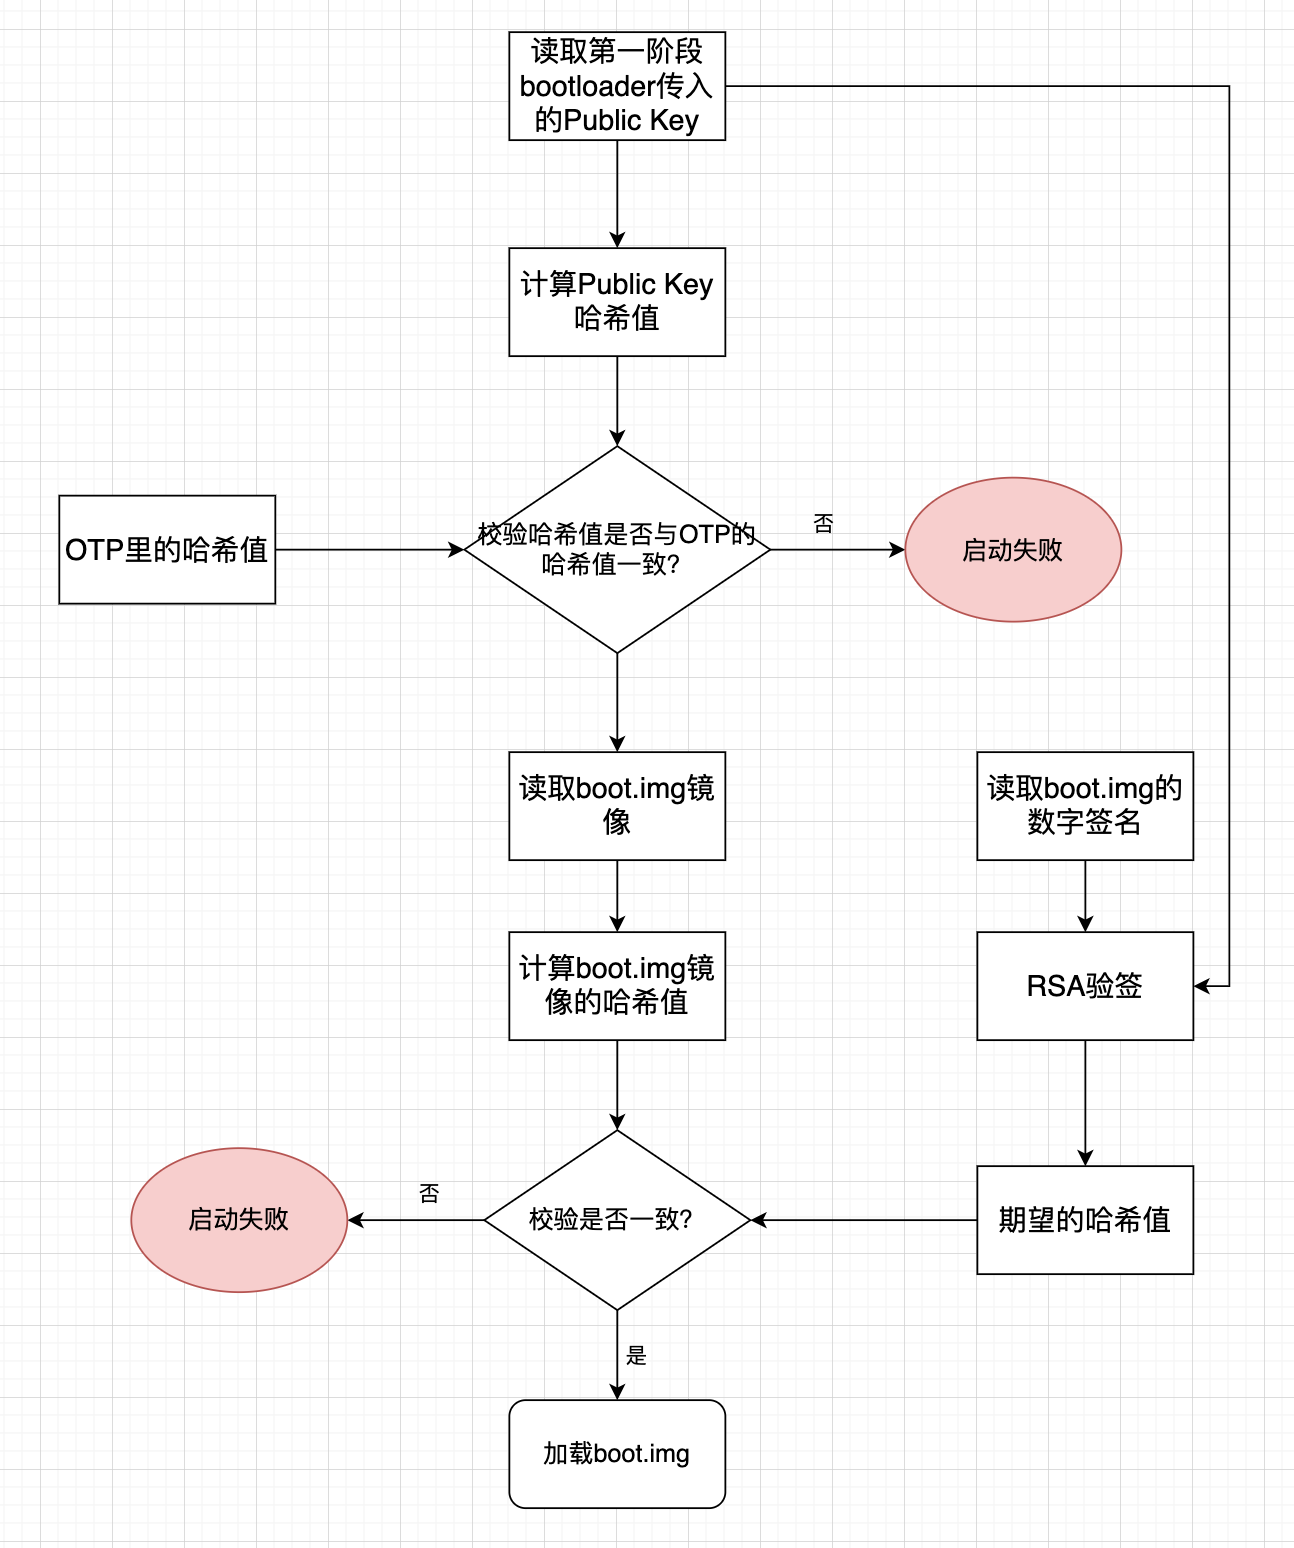 读取第一阶段
bootloader传入
的Public Key
计算Public Key
哈希值
OTP里的哈希值
校验哈希值是否与OTP的
哈希值一致?
否
启动失败
读取boot.img镜
像
读取boot.img的
数字签名
计算boot.img镜
像的哈希值
RSA验签
启动失败
否
校验是否一致?
期望的哈希值
是
加载boot.img